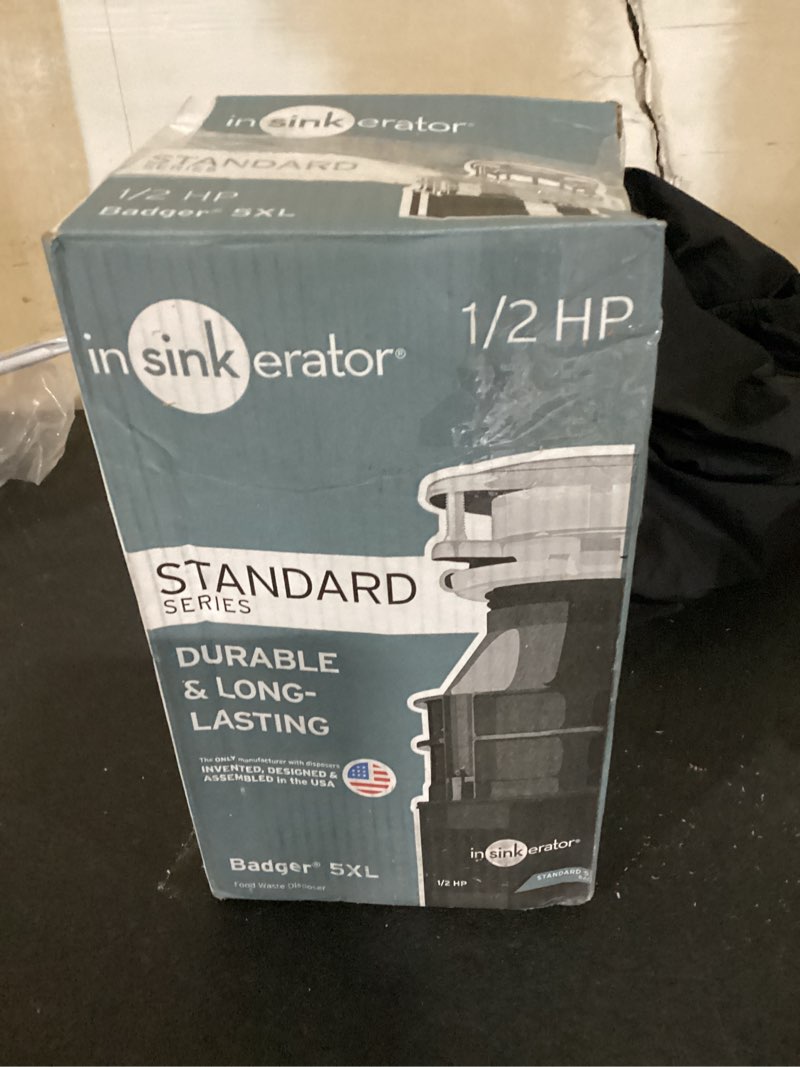 insinkerator
STANDARD
SERIES
1/2 HP
Badger® 5XL
1/2 HP
insinkerator®
STANDARD
SERIES
DURABLE
& LONG-
LASTING
The ONLY manufacturer with disposers
INVENTED, DESIGNED &
ASSEMBLED in the USA
insinkerator®
Badger® 5XL
1/2 HP
STANDARD S
Food Waste Disposer